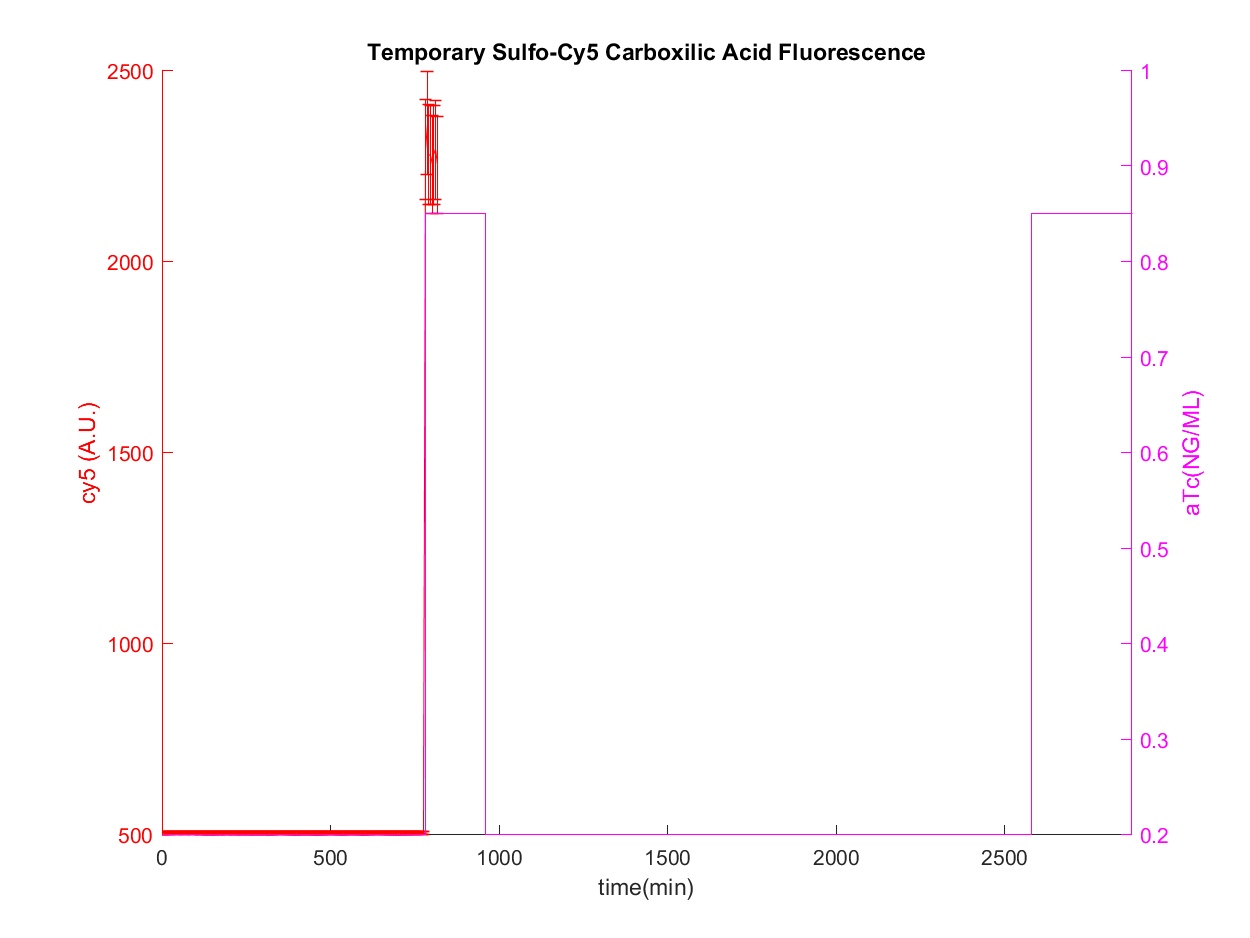 Temporary Sulfo-Cy5 Carboxilic Acid Fluorescence
2500
2000
1500
1000
500
cy5 (A.U.)
1
0.9
0.8
0.7
0.6
0.5
0.4
0.3
0.2
aTc(NG/ML)
0 500 1000 1500 2000 2500
time(min)